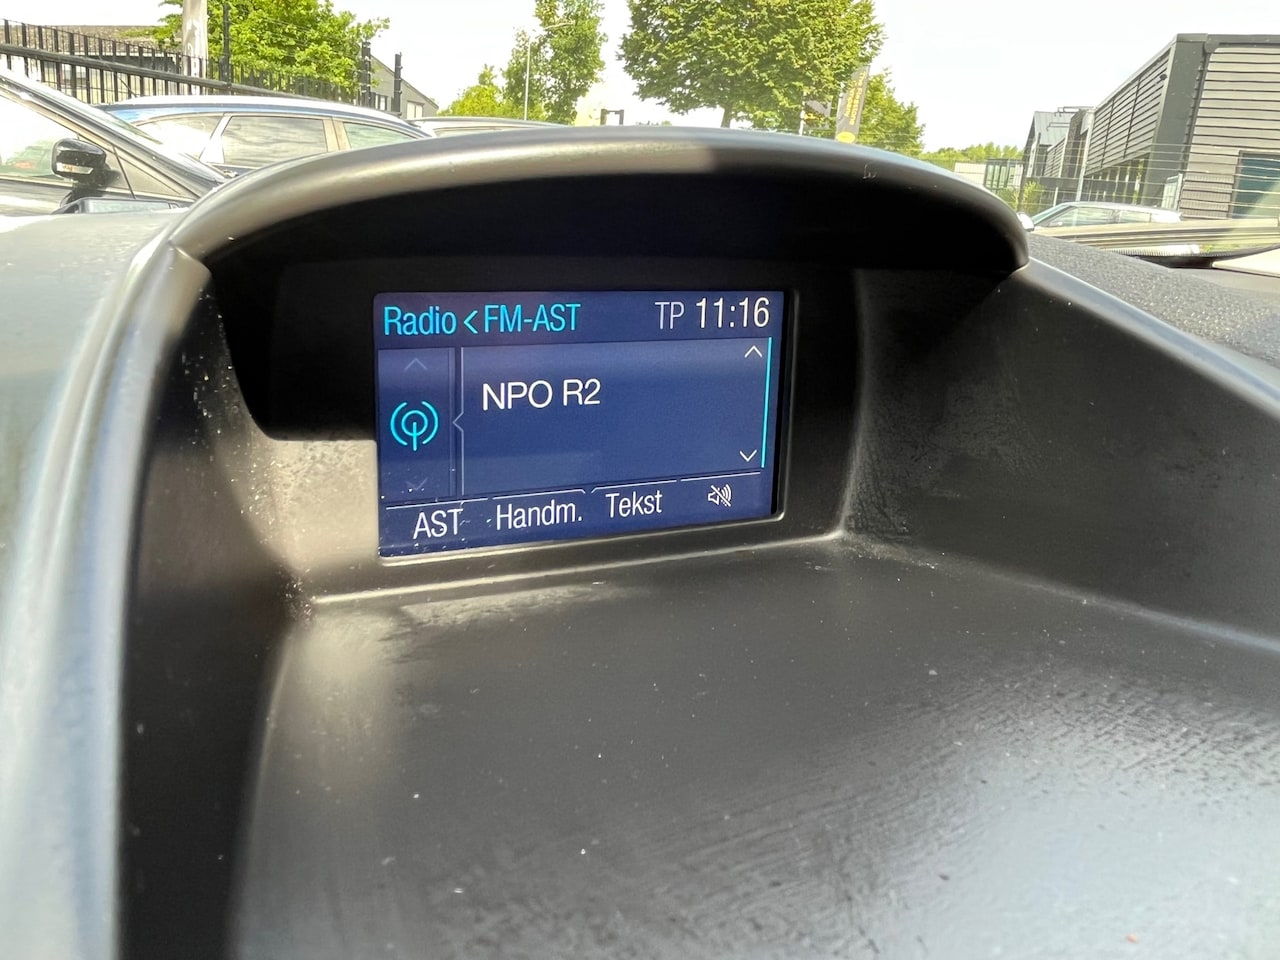 Radio < FM-AST TP 11:16
NPO R2
AST Handm. Tekst